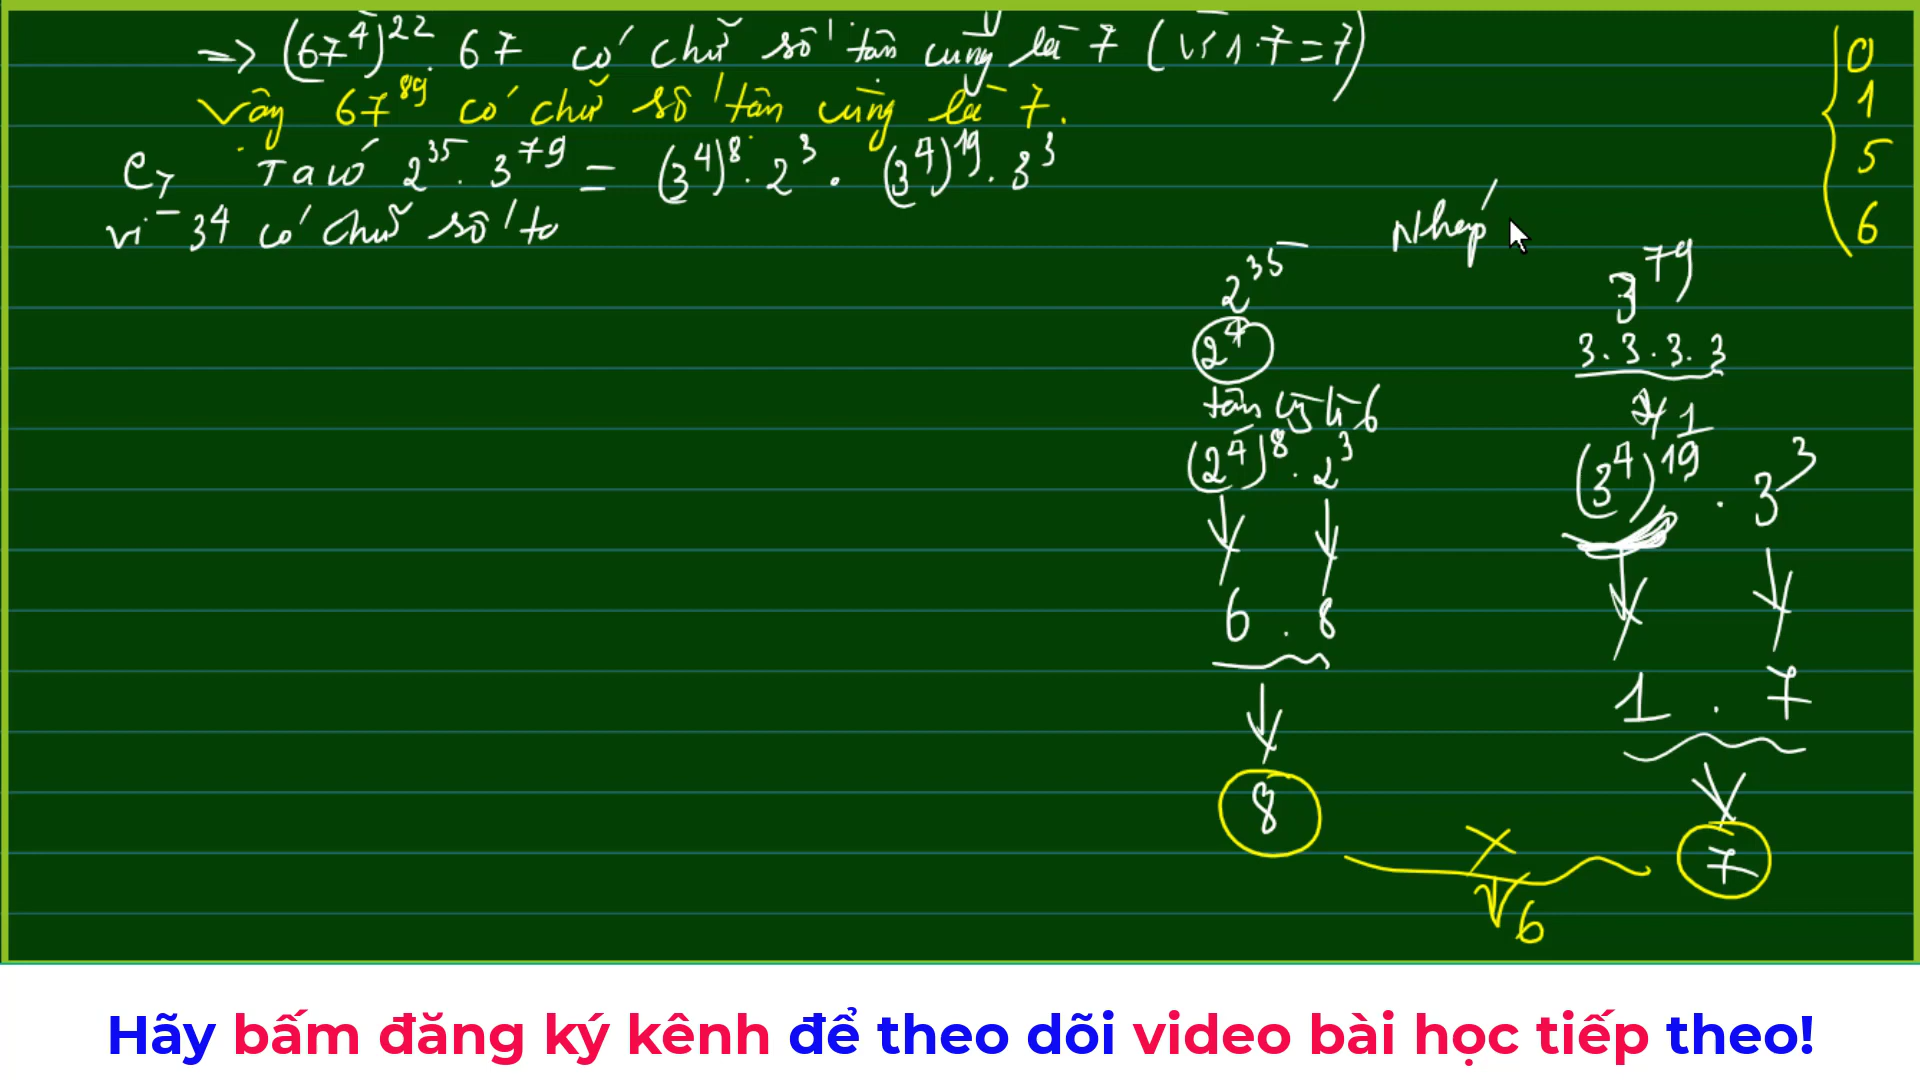 => (67⁴)²². 67 có chữ số tận cùng là 7 (vì 1.7=7)
Vậy 67⁸⁹ có chữ số tận cùng là 7.
e, Ta có 2³⁵. 3⁷⁹ = (3⁴)⁸. 2³. (3⁴)¹⁹. 3³
vì 34 có chữ số tâ
Nháp
2³⁵
2⁴
tận cg là 6
(2⁴)⁸. 2³
6 . 8
8
3⁷⁹
3.3.3.3
1
(3⁴)¹⁹ . 3³
1 . 7
7
x
6
0
1
5
6
Hãy bấm đăng ký kênh để theo dõi video bài học tiếp theo!